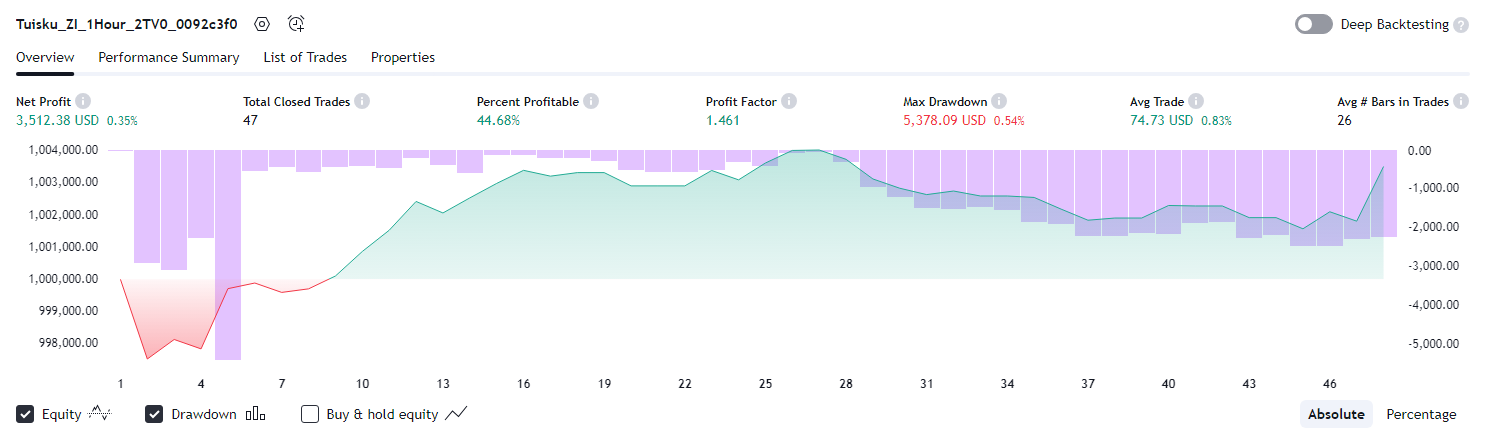 Tuisku_ZI_1Hour_2TV0_0092c3f0
Deep Backtesting ?
Overview Performance Summary List of Trades Properties
Net Profit Total Closed Trades Percent Profitable Profit Factor Max Drawdown Avg Trade Avg # Bars in Trades
3,512.38 USD 0.35% 47 44.68% 1.461 5,378.09 USD 0.54% 74.73 USD 0.83% 26
1,004,000.00 0.00
1,003,000.00 -1,000.00
1,002,000.00 -2,000.00
1,001,000.00 -3,000.00
1,000,000.00 -4,000.00
999,000.00 -5,000.00
998,000.00
1 4 7 10 13 16 19 22 25 28 31 34 37 40 43 46
Equity Drawdown Buy & hold equity Absolute Percentage